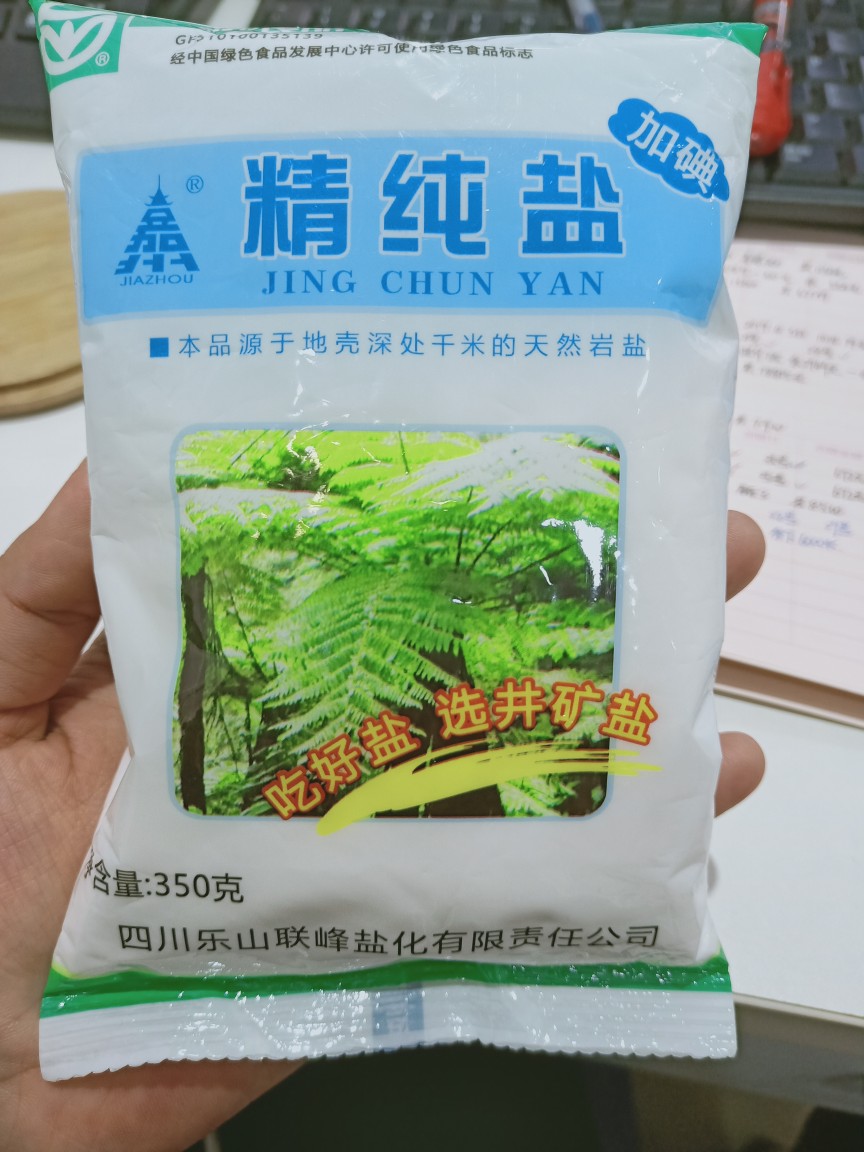 经中国绿色食品发展中心许可使用绿色食品标志
加碘
精纯盐
JIAZHOU
JING CHUN YAN
本品源于地壳深处千米的天然岩盐
吃好盐 选井矿盐
含量:350克
四川乐山联峰盐化有限责任公司